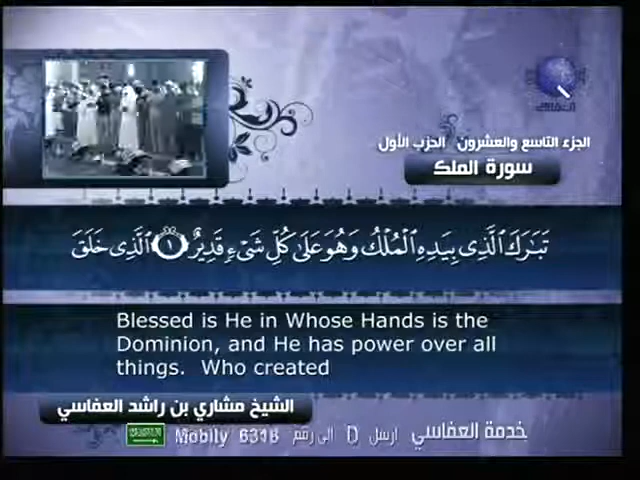 العفاسي
الجزء التاسع والعشرون الحزب الأول
سورة الملك
تَبَٰرَكَ ٱلَّذِى بِيَدِهِ ٱلْمُلْكُ وَهُوَ عَلَىٰ كُلِّ شَىْءٍ قَدِيرٌ ١ ٱلَّذِى خَلَقَ
Blessed is He in Whose Hands is the
Dominion, and He has power over all
things. Who created
الشيخ مشاري بن راشد العفاسي
خدمة العفاسي ارسل D الى رقم 6318 Mobily